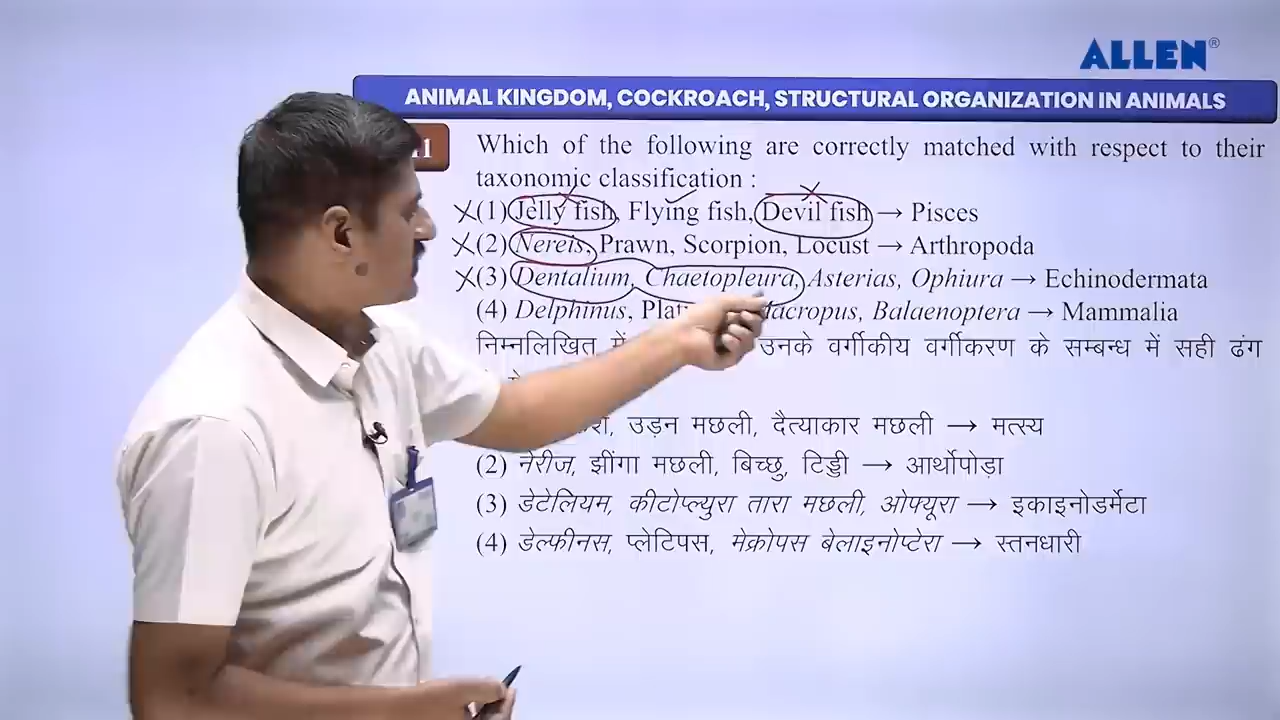 ALLEN®
ANIMAL KINGDOM, COCKROACH, STRUCTURAL ORGANIZATION IN ANIMALS
Which of the following are correctly matched with respect to their
taxonomic classification :
(1) Jelly fish, Flying fish, Devil fish → Pisces
(2) Nereis, Prawn, Scorpion, Locust → Arthropoda
(3) Dentalium, Chaetopleura, Asterias, Ophiura → Echinodermata
(4) Delphinus, Balaenoptera → Mammalia
निम्नलिखित में उनके वर्गीकीय वर्गीकरण के सम्बन्ध में सही ढंग
उड़न मछली, दैत्याकार मछली → मत्स्य
(2) नेरीज, झींगा मछली, बिच्छु, टिड्डी → आर्थोपोड़ा
(3) डेटेलियम, कीटोप्ल्युरा तारा मछली, ओफ्यूरा → इकाइनोडर्मेटा
(4) डेल्फीनस, प्लेटिपस, मेक्रोपस बेलाइनोप्टेरा → स्तनधारी